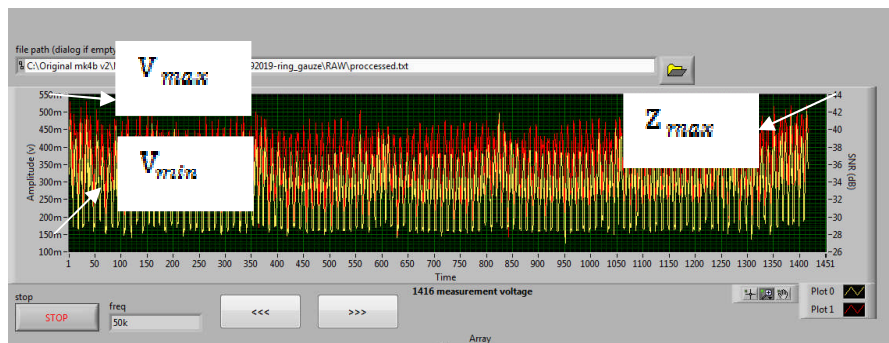 file path (dialog if empty
C:\Original mk4b v2\ 92019-ring_gauze\RAW\proccessed.txt
V max
V min
Z max
Amplitude (v)
550m
500m
450m
400m
350m
300m
250m
200m
150m
100m
SNR (dB)
44
42
40
38
36
34
32
30
28
26
1 50 100 150 200 250 300 350 400 450 500 550 600 650 700 750 800 850 900 950 1000 1050 1100 1150 1200 1250 1300 1350 1400 1451
Time
1416 measurement voltage
Plot 0
Plot 1
stop
STOP
freq
50k
<<<
>>>
Array